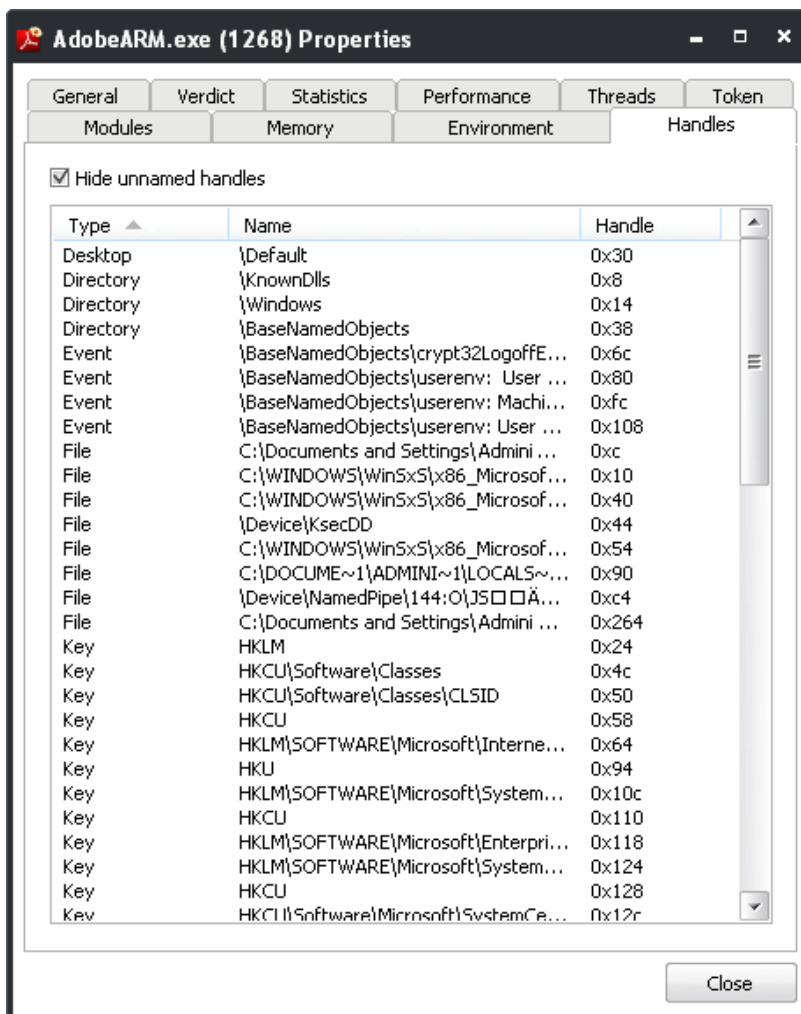 AdobeARM.exe (1268) Properties
General Verdict Statistics Performance Threads Token
Modules Memory Environment Handles
Hide unnamed handles
Type Name Handle
Desktop \Default 0x30
Directory \KnownDlls 0x8
Directory \Windows 0x14
Directory \BaseNamedObjects 0x38
Event \BaseNamedObjects\crypt32LogoffE... 0x6c
Event \BaseNamedObjects\userenv:  User ... 0x80
Event \BaseNamedObjects\userenv: Machi... 0xfc
Event \BaseNamedObjects\userenv: User ... 0x108
File C:\Documents and Settings\Admini ... 0xc
File C:\WINDOWS\WinSxS\x86_Microsof... 0x10
File C:\WINDOWS\WinSxS\x86_Microsof... 0x40
File \Device\KsecDD 0x44
File C:\WINDOWS\WinSxS\x86_Microsof... 0x54
File C:\DOCUME~1\ADMINI~1\LOCALS~... 0x90
File \Device\NamedPipe\144:O\JS□□Ä... 0xc4
File C:\Documents and Settings\Admini ... 0x264
Key HKLM 0x24
Key HKCU\Software\Classes 0x4c
Key HKCU\Software\Classes\CLSID 0x50
Key HKCU 0x58
Key HKLM\SOFTWARE\Microsoft\Interne... 0x64
Key HKU 0x94
Key HKLM\SOFTWARE\Microsoft\System... 0x10c
Key HKCU 0x110
Key HKLM\SOFTWARE\Microsoft\Enterpri... 0x118
Key HKLM\SOFTWARE\Microsoft\System... 0x124
Key HKCU 0x128
Key HKCU\Software\Microsoft\SystemCe... 0x12c
Close